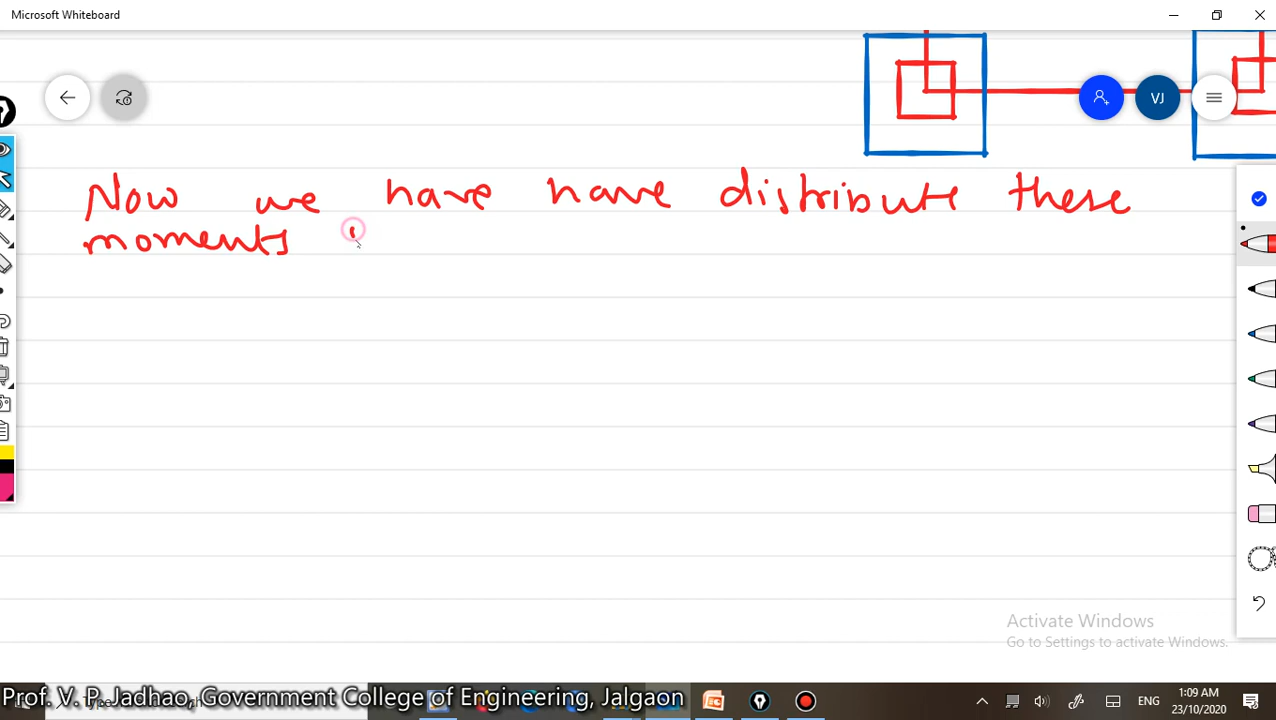 Microsoft Whiteboard
VJ
Now we have have distribute these
moments
Activate Windows
Go to Settings to activate Windows.
Prof. V. P. Jadhao, Government College of Engineering, Jalgaon
ENG
1:09 AM
23/10/2020